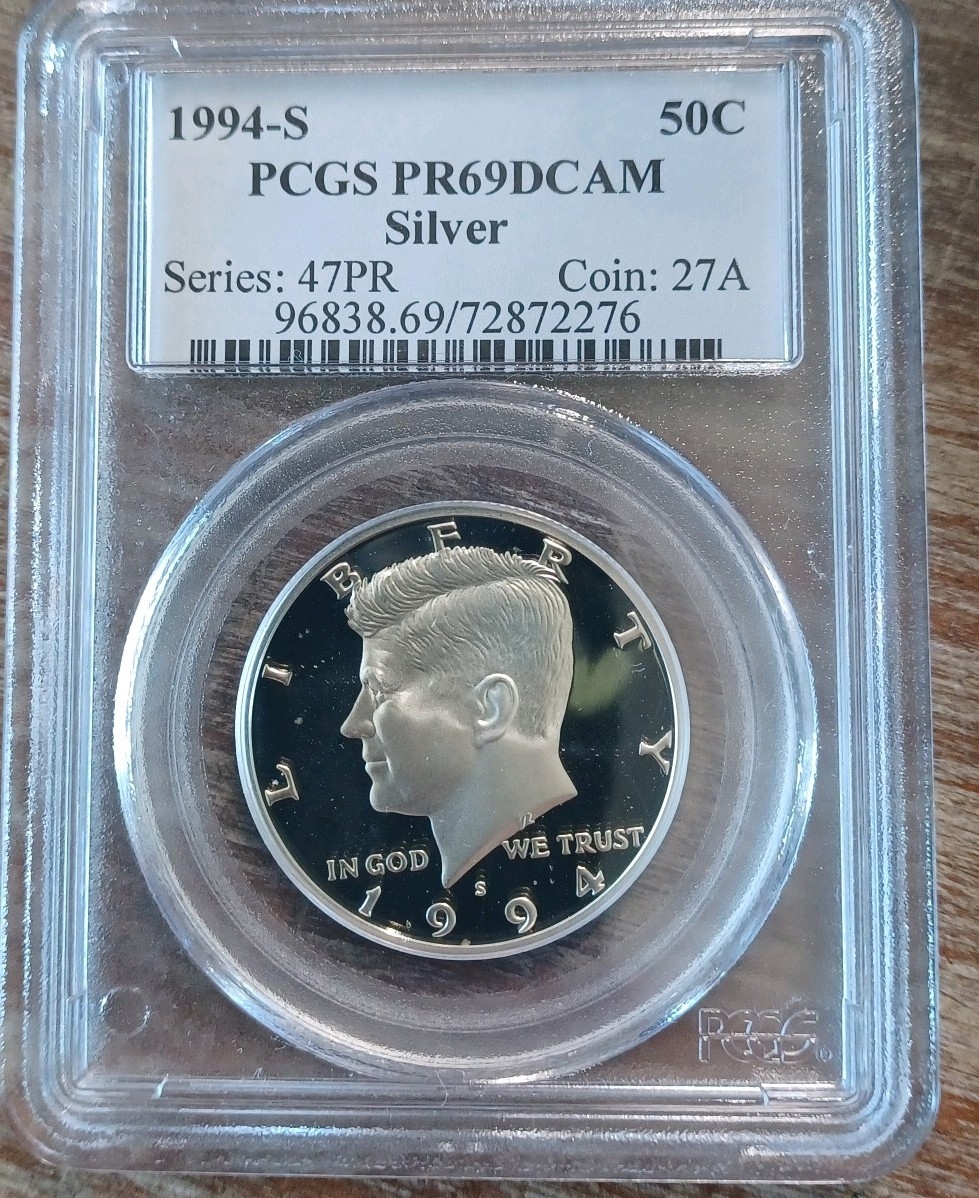 1994-S 50C
PCGS PR69DCAM
Silver
Series: 47PR Coin: 27A
96838.69/72872276
LIBERTY
IN GOD WE TRUST
S
1994
PCGS®